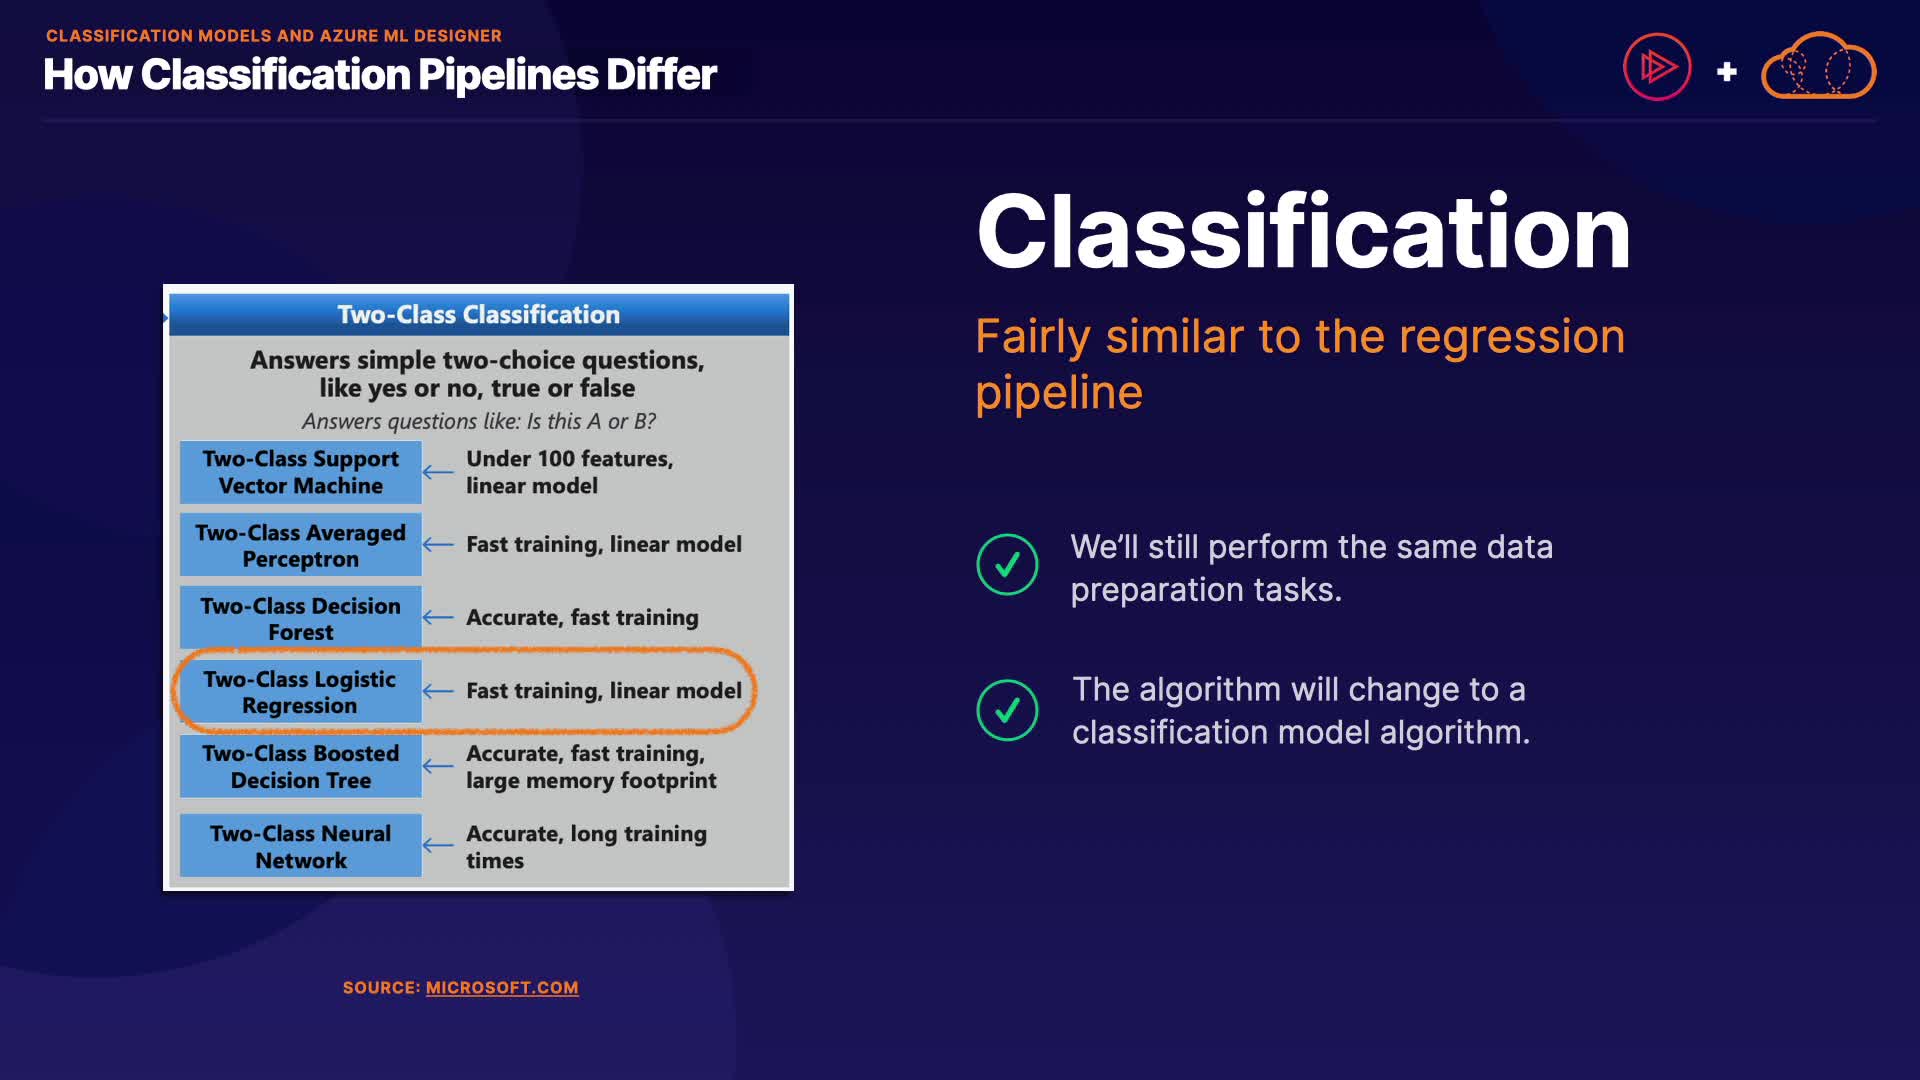 CLASSIFICATION MODELS AND AZURE ML DESIGNER
How Classification Pipelines Differ
Two-Class Classification
Answers simple two-choice questions,
like yes or no, true or false
Answers questions like: Is this A or B?
Two-Class Support
Vector Machine
Under 100 features,
linear model
Two-Class Averaged
Perceptron
Fast training, linear model
Two-Class Decision
Forest
Accurate, fast training
Two-Class Logistic
Regression
Fast training, linear model
Two-Class Boosted
Decision Tree
Accurate, fast training,
large memory footprint
Two-Class Neural
Network
Accurate, long training
times
SOURCE: MICROSOFT.COM
Classification
Fairly similar to the regression
pipeline
We’ll still perform the same data
preparation tasks.
The algorithm will change to a
classification model algorithm.